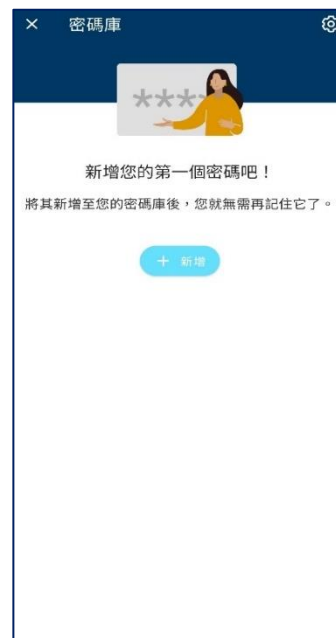 × 密碼庫
****
新增您的第一個密碼吧！
將其新增至您的密碼庫後，您就無需再記住它了。
＋ 新增